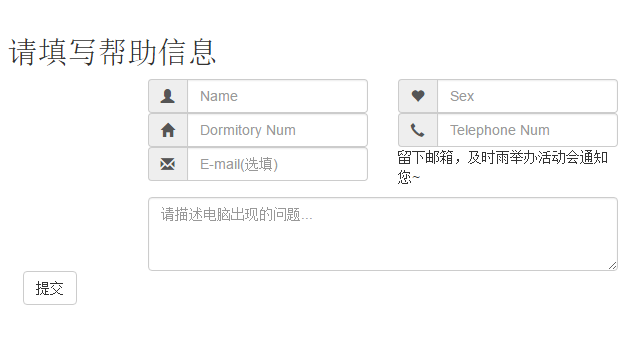 请填写帮助信息
Name
Sex
Dormitory Num
Telephone Num
E-mail(选填)
留下邮箱，及时雨举办活动会通知
您~
请描述电脑出现的问题...
提交